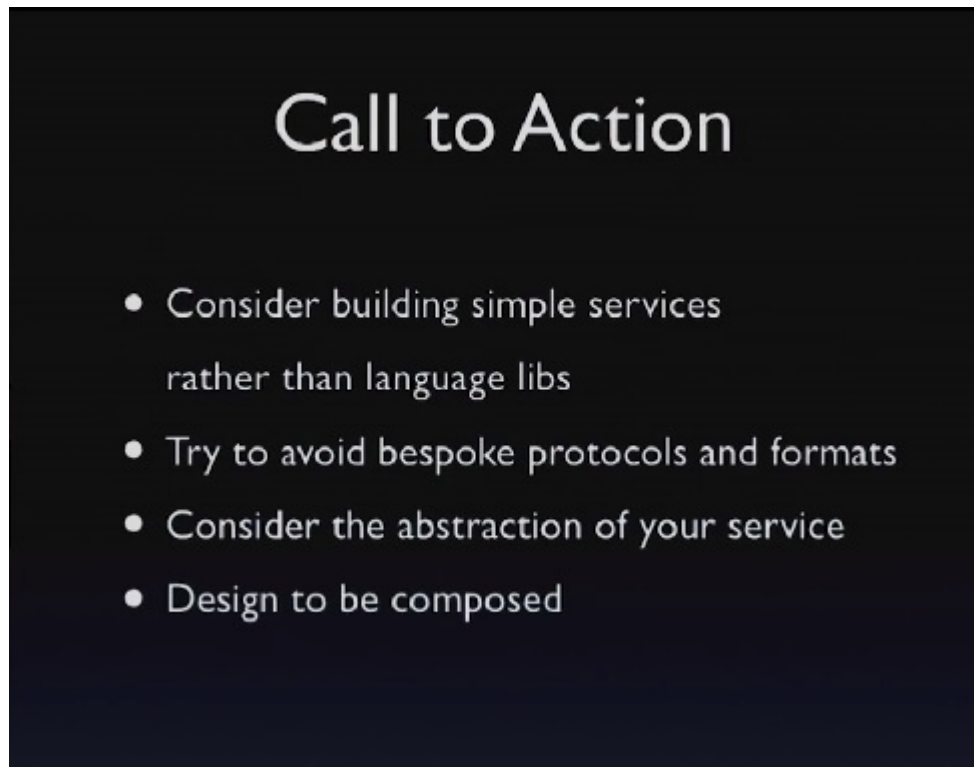 Call to Action
• Consider building simple services
rather than language libs
• Try to avoid bespoke protocols and formats
• Consider the abstraction of your service
• Design to be composed